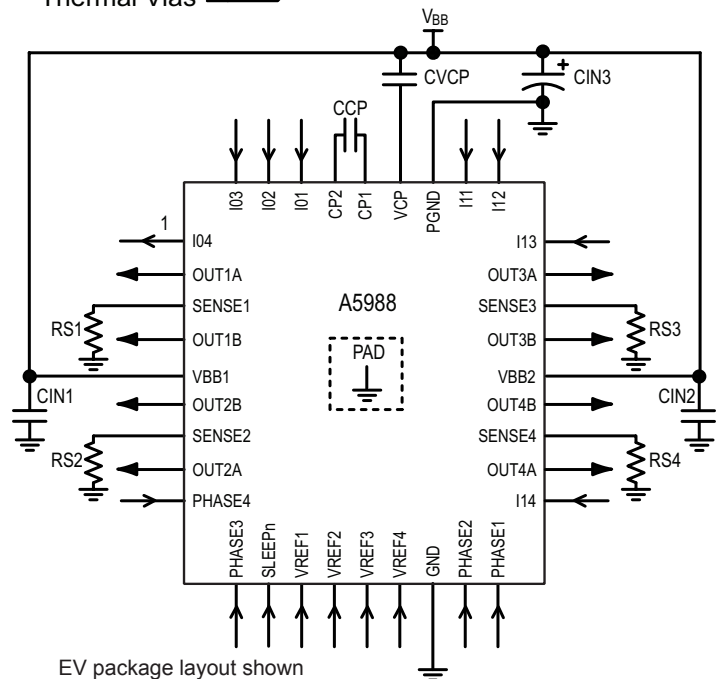 Thermal Vias
VBB
CVCP
CIN3
+
CCP
I03
I02
I01
CP2
CP1
VCP
PGND
I11
I12
1
I04
I13
OUT1A
OUT3A
SENSE1
A5988
SENSE3
RS1
RS3
OUT1B
OUT3B
PAD
VBB1
VBB2
CIN1
CIN2
OUT2B
OUT4B
SENSE2
SENSE4
RS2
RS4
OUT2A
OUT4A
PHASE4
I14
PHASE3
SLEEPn
VREF1
VREF2
VREF3
VREF4
GND
PHASE2
PHASE1
EV package layout shown